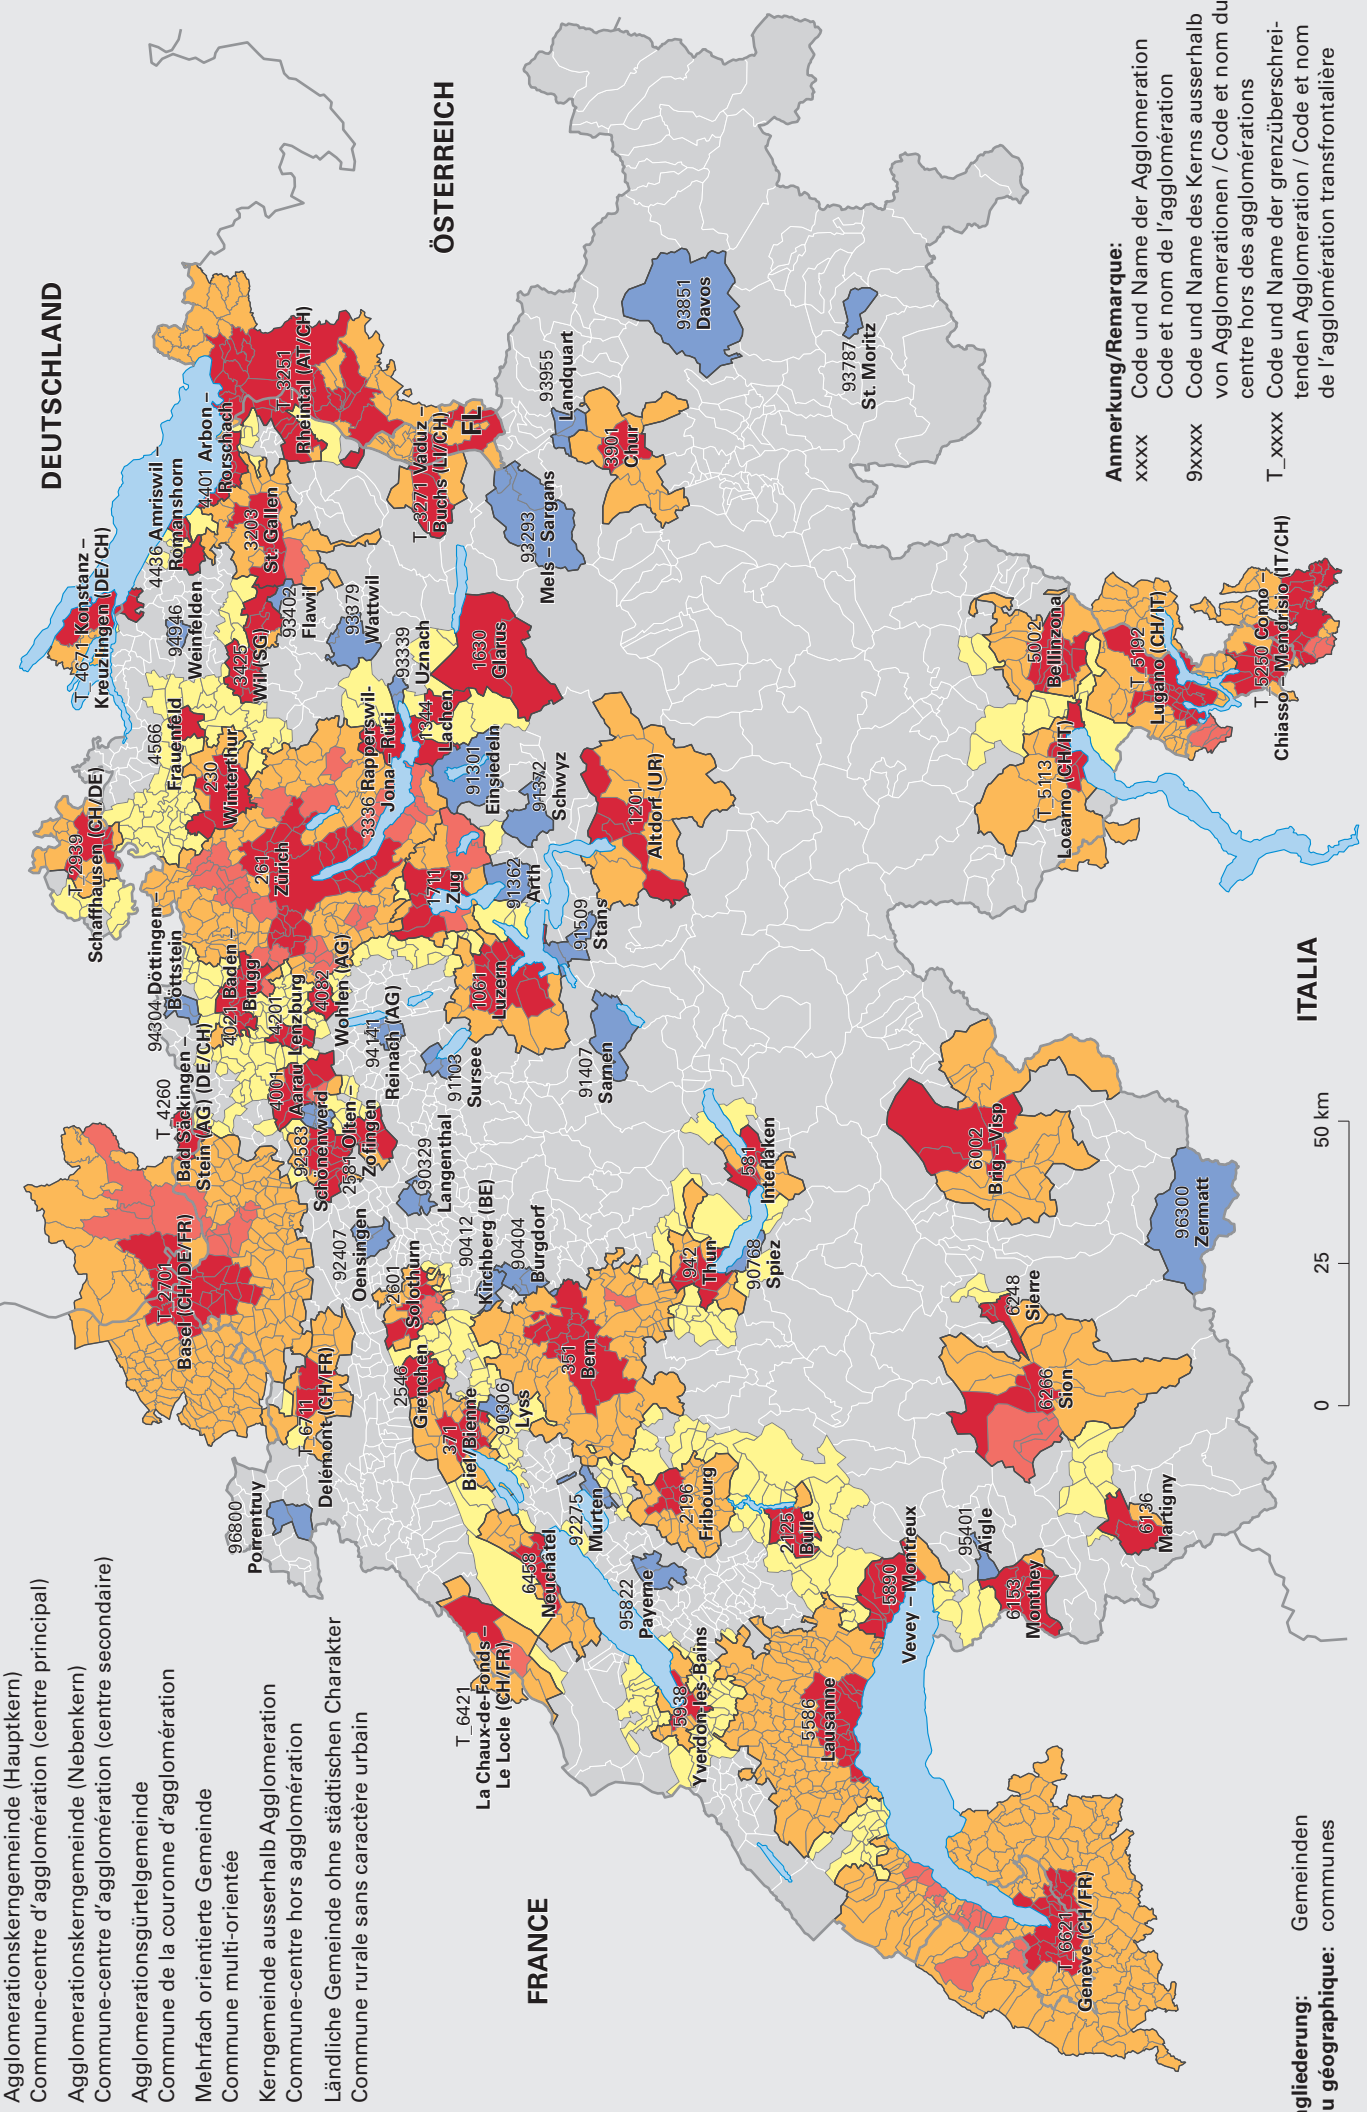 Agglomerationskerngemeinde (Hauptkern)
Commune-centre d'agglomération (centre principal)
Agglomerationskerngemeinde (Nebenkern)
Commune-centre d'agglomération (centre secondaire)
Agglomerationsgürtelgemeinde
Commune de la couronne d'agglomération
Mehrfach orientierte Gemeinde
Commune multi-orientée
Kerngemeinde ausserhalb Agglomeration
Commune-centre hors agglomération
Ländliche Gemeinde ohne städtischen Charakter
Commune rurale sans caractère urbain
DEUTSCHLAND
ÖSTERREICH
FRANCE
ITALIA
FL
T_2939
Schaffhausen (CH/DE)
T_4671 Konstanz –
Kreuzlingen (DE/CH)
4436 Amriswil –
Romanshorn
4401 Arbon –
Rorschach
T_3251
Rheintal (AT/CH)
94946
Weinfelden
4566
Frauenfeld
230
Winterthur
3425
Wil (SG)
3203
St. Gallen
93402
Flawil
93379
Wattwil
T_3271 Vaduz –
Buchs (LI/CH)
93339
Uznach
3336 Rapperswil-
Jona – Rüti
1344
Lachen
1630
Glarus
93293
Mels – Sargans
93955
Landquart
3901
Chur
93851
Davos
93787
St. Moritz
261
Zürich
94304 Döttingen –
Böttstein
4021 Baden –
Brugg
4201
Lenzburg
4082
Wohlen (AG)
T_4260
Bad Säckingen –
Stein (AG) (DE/CH)
4001
Aarau
92583
Schönenwerd
2581 Olten –
Zofingen
94141
Reinach (AG)
91103
Sursee
1061
Luzern
1711
Zug
91301
Einsiedeln
91372
Schwyz
91362
Arth
91509
Stans
91407
Sarnen
1201
Altdorf (UR)
T_2701
Basel (CH/DE/FR)
T_6711
Delémont (CH/FR)
96800
Porrentruy
92407
Oensingen
90329
Langenthal
2601
Solothurn
90412
Kirchberg (BE)
90404
Burgdorf
2546
Grenchen
371
Biel/Bienne
90306
Lyss
351
Bern
942
Thun
90768
Spiez
581
Interlaken
T_6421
La Chaux-de-Fonds –
Le Locle (CH/FR)
6458
Neuchâtel
92275
Murten
95822
Payerne
2196
Fribourg
2125
Bulle
5938
Yverdon-les-Bains
5586
Lausanne
5890
Vevey – Montreux
95401
Aigle
6153
Monthey
6136
Martigny
6266
Sion
6248
Sierre
6002
Brig – Visp
96300
Zermatt
T_6621
Genève (CH/FR)
5002
Bellinzona
T_5113
Locarno (CH/IT)
T_5192
Lugano (CH/IT)
T_5250 Como –
Chiasso – Mendrisio (IT/CH)
0 25 50 km
Anmerkung/Remarque:
xxxxx Code und Name der Agglomeration
Code et nom de l'agglomération
9xxxx Code und Name des Kerns ausserhalb
von Agglomerationen / Code et nom du
centre hors des agglomérations
T_xxxx Code und Name der grenzüberschrei-
tenden Agglomeration / Code et nom
de l'agglomération transfrontalière
gliederung: Gemeinden
u géographique: communes